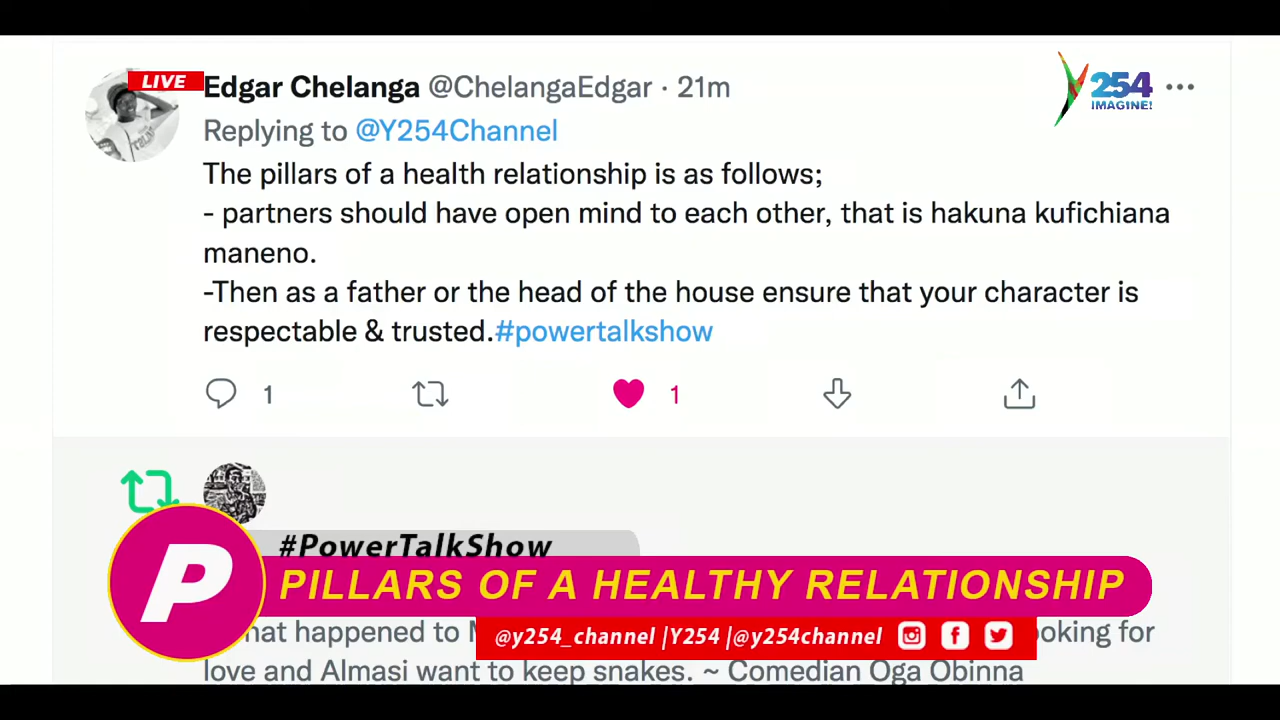 LIVE
Edgar Chelanga @ChelangaEdgar · 21m
Y254
IMAGINE!
Replying to @Y254Channel
The pillars of a health relationship is as follows;
- partners should have open mind to each other, that is hakuna kufichiana
maneno.
-Then as a father or the head of the house ensure that your character is
respectable & trusted.#powertalkshow
1
1
#PowerTalkShow
P
PILLARS OF A HEALTHY RELATIONSHIP
happened to
@y254_channel |Y254 |@y254channel
for
love and Almasi want to keep snakes. ~ Comedian Oga Obinna